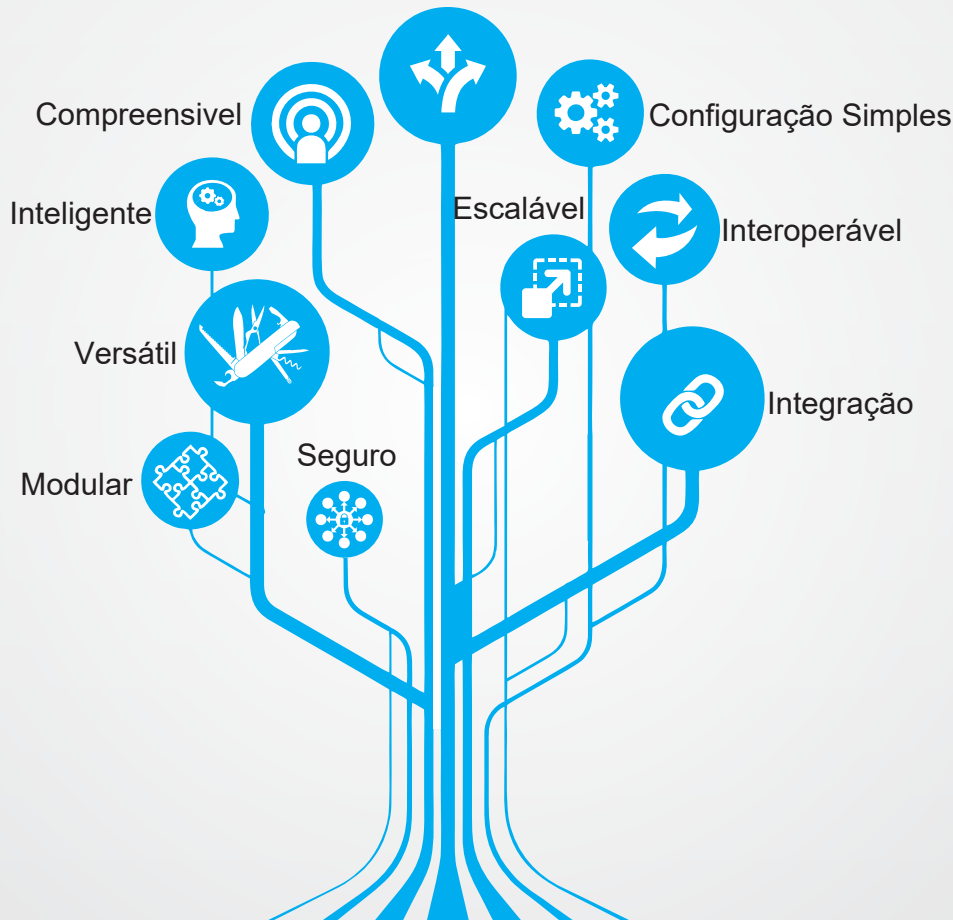 Compreensivel
Configuração Simples
Inteligente
Escalável
Interoperável
Versátil
Integração
Seguro
Modular